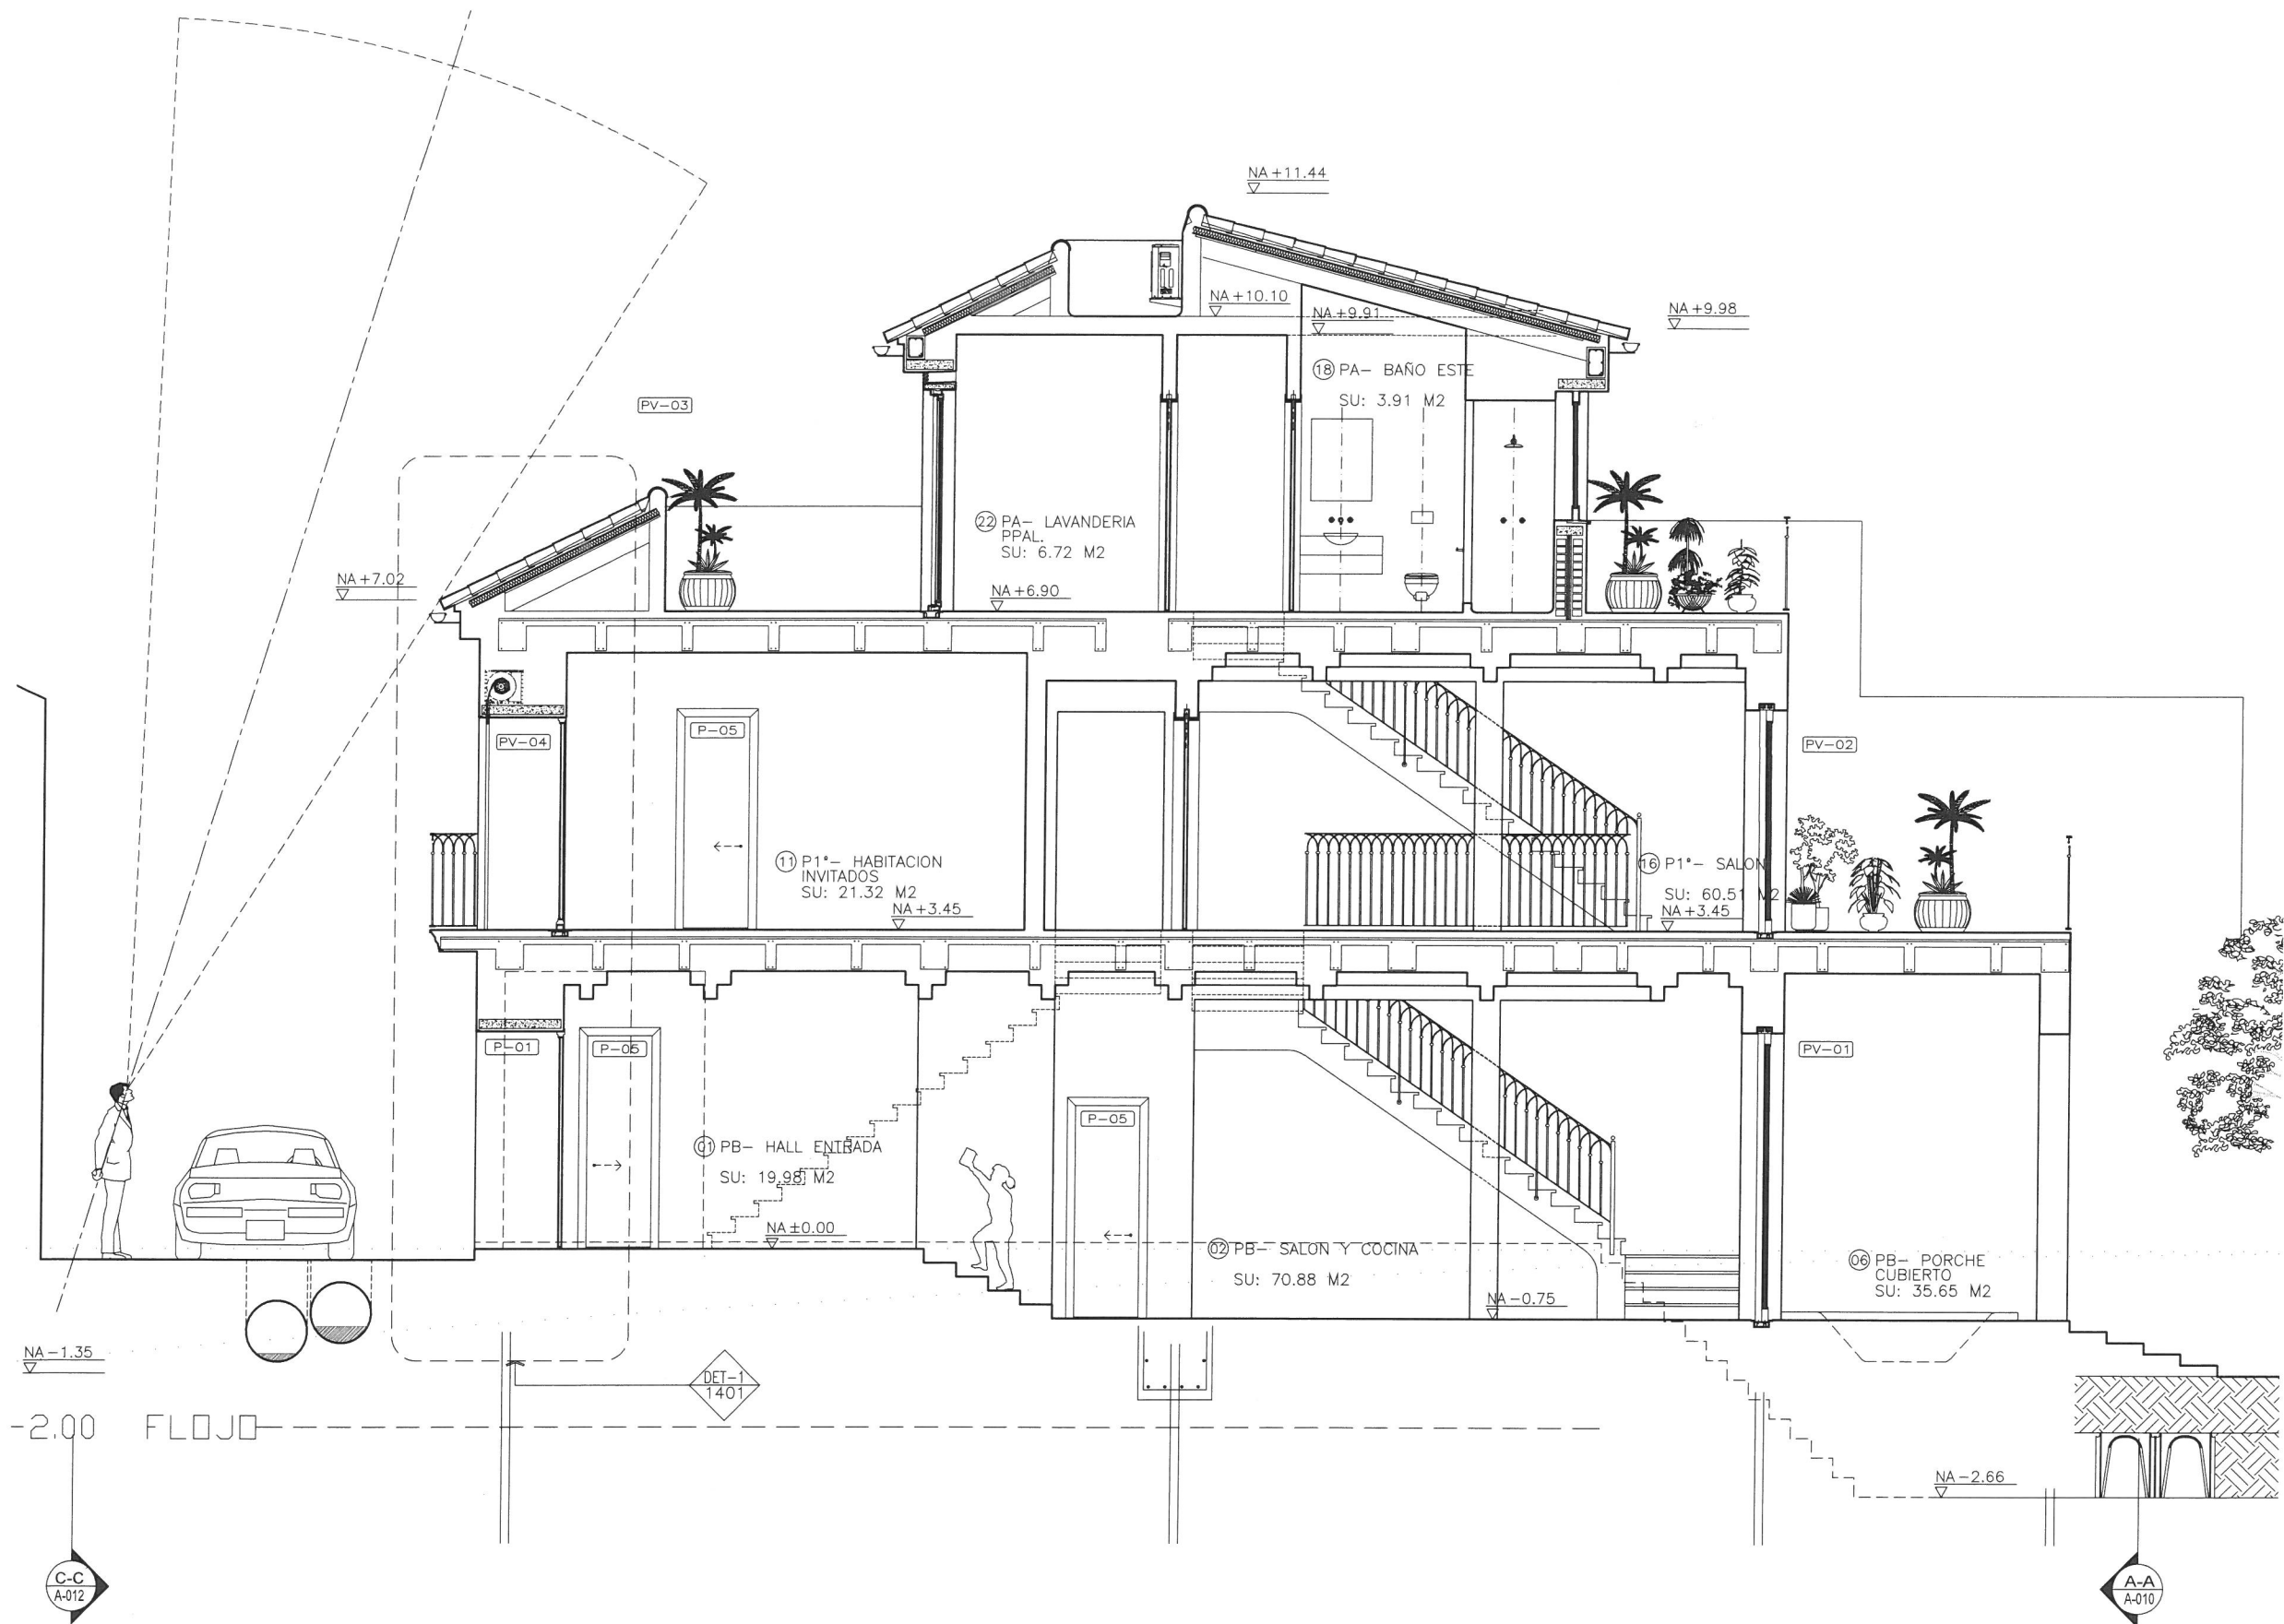 NA+11.44
NA+10.10
NA+9.91
NA+9.98
18 PA- BAÑO ESTE
SU: 3.91 M2
PV-03
22 PA- LAVANDERIA
PPAL.
SU: 6.72 M2
NA+7.02
NA+6.90
P-05
PV-04
PV-02
11 P1ª- HABITACION
INVITADOS
SU: 21.32 M2
NA+3.45
16 P1ª- SALON
SU: 60.51 M2
NA+3.45
P-01
P-05
PV-01
P-05
01 PB- HALL ENTRADA
SU: 19.98 M2
NA±0.00
02 PB- SALON Y COCINA
SU: 70.88 M2
06 PB- PORCHE
CUBIERTO
SU: 35.65 M2
NA-0.75
NA-1.35
DET-1
1401
-2.00 FLOJO
NA-2.66
C-C
A-012
A-A
A-010